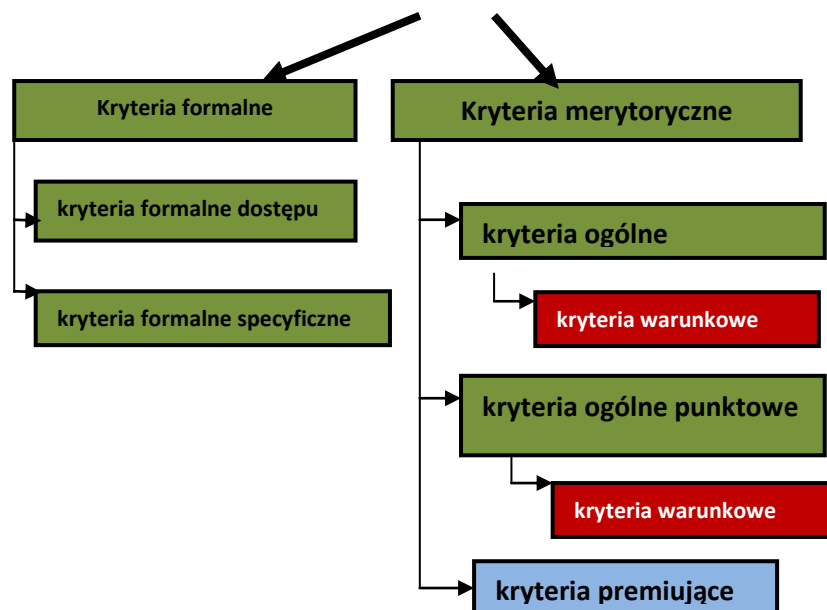 Kryteria formalne
kryteria formalne dostępu
kryteria formalne specyficzne
Kryteria merytoryczne
kryteria ogólne
kryteria warunkowe
kryteria ogólne punktowe
kryteria warunkowe
kryteria premiujące